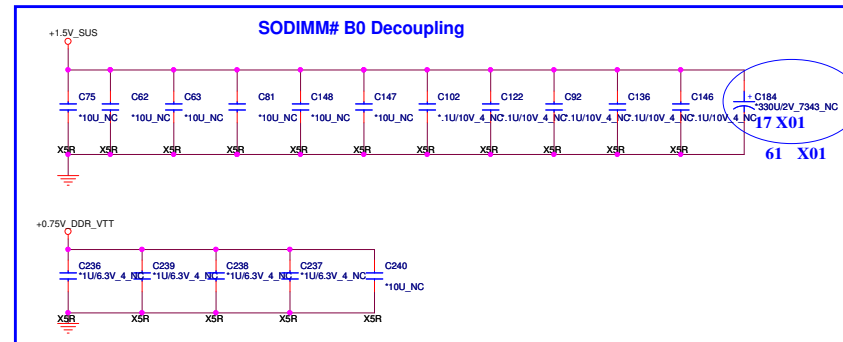 SODIMM# B0 Decoupling
+1.5V_SUS
C75 C62 C63 C81 C148 C147 C102 C122 C92 C136 C146 + C184
*10U_NC *10U_NC *10U_NC *10U_NC *10U_NC *10U_NC *.1U/10V_4_NC *.1U/10V_4_NC *.1U/10V_4_NC *.1U/10V_4_NC *.1U/10V_4_NC *330U/2V_7343_NC
17 X01
X5R X5R X5R X5R X5R X5R X5R X5R X5R X5R X5R
61 X01
+0.75V_DDR_VTT
C236 C239 C238 C237 C240
*1U/6.3V_4_NC *1U/6.3V_4_NC *1U/6.3V_4_NC *1U/6.3V_4_NC *10U_NC
X5R X5R X5R X5R X5R